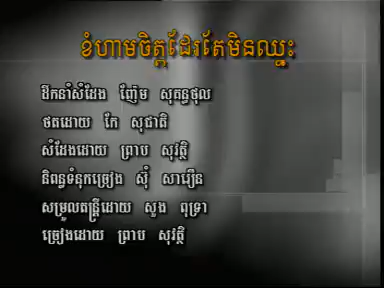 ខំហាមចិត្តដែរតែមិនឈ្នះ
ដឹកនាំសំដែង ញ៉ែម សុគន្ធផុល
ថតដោយ កែ សុជាតិ
សំដែងដោយ ព្រាប សុវត្ថិ
និពន្ធទំនុកច្រៀង ស៊ុំ សារឿន
សម្រួលតន្ត្រីដោយ សួង ពុទ្រា
ច្រៀងដោយ ព្រាប សុវត្ថិ